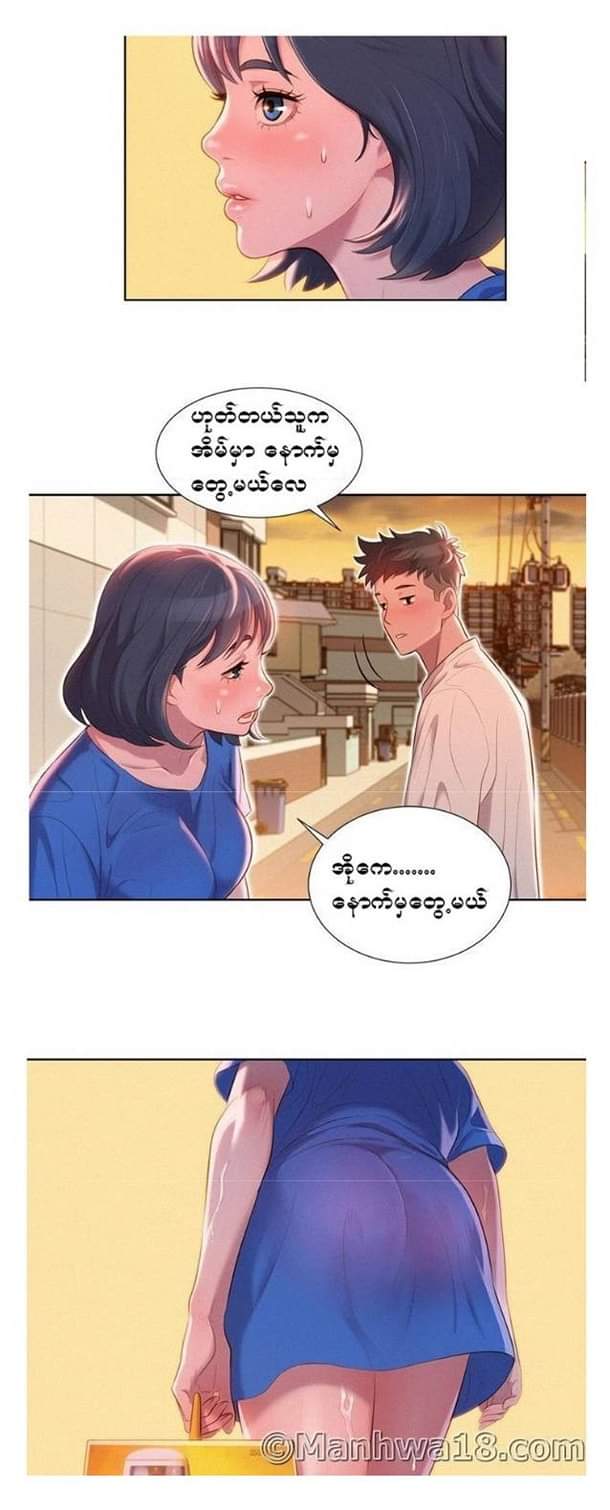 ဟုတ်တယ်သူက
အိမ်မှာ နောက်မှ
တွေ့မယ်လေ
အိုကေ........
နောက်မှတွေ့မယ်
©Manhwa18.com